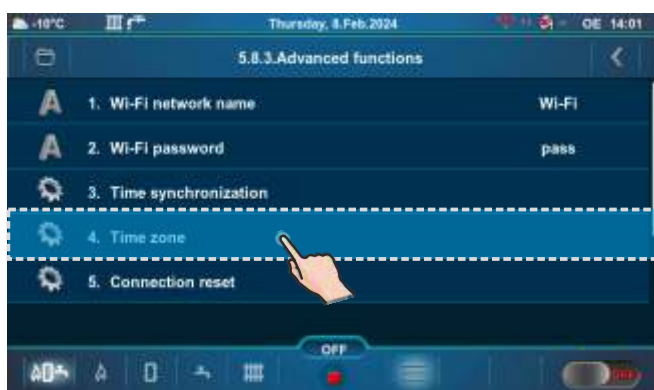 -10°C Thursday, 8.Feb.2024 OE 14:01
5.8.3.Advanced functions
1. Wi-Fi network name Wi-Fi
2. Wi-Fi password pass
3. Time synchronization
4. Time zone
5. Connection reset
OFF